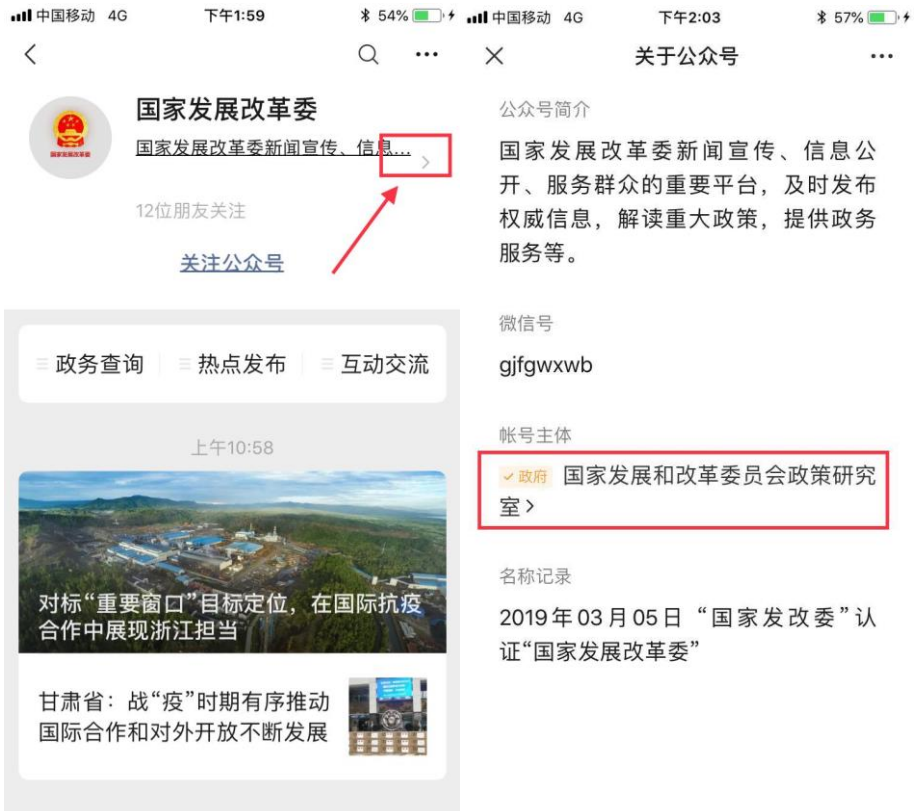 中国移动 4G 下午1:59 54%
国家发展改革委
国家发展改革委新闻宣传、信息...
12位朋友关注
关注公众号
政务查询 热点发布 互动交流
上午10:58
对标“重要窗口”目标定位，在国际抗疫
合作中展现浙江担当
甘肃省：战“疫”时期有序推动
国际合作和对外开放不断发展
中国移动 4G 下午2:03 57%
关于公众号
公众号简介
国家发展改革委新闻宣传、信息公
开、服务群众的重要平台，及时发布
权威信息，解读重大政策，提供政务
服务等。
微信号
gjfgwxwb
帐号主体
政府 国家发展和改革委员会政策研究
室
名称记录
2019年03月05日 “国家发改委”认
证“国家发展改革委”